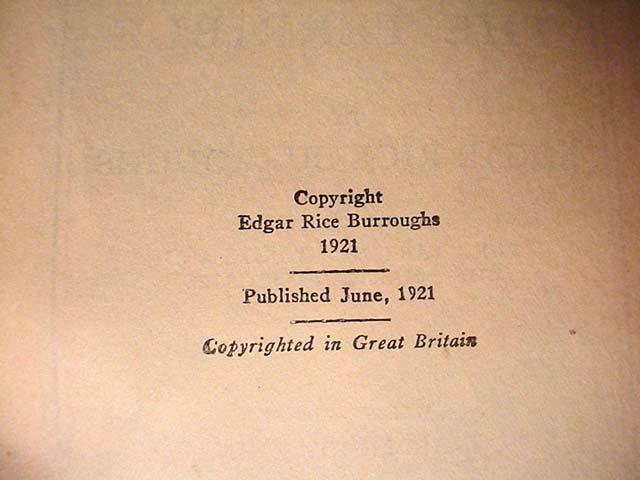 Copyright
Edgar Rice Burroughs
1921
Published June, 1921
Copyrighted in Great Britain